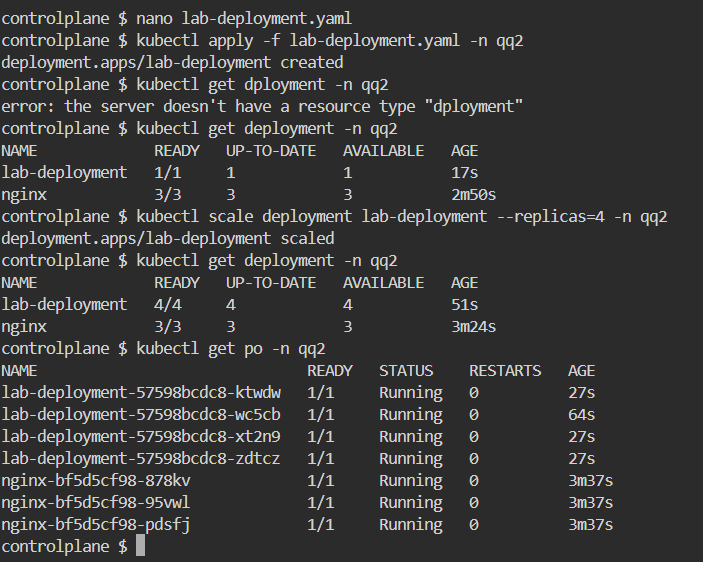 controlplane $ nano lab-deployment.yaml
controlplane $ kubectl apply -f lab-deployment.yaml -n qq2
deployment.apps/lab-deployment created
controlplane $ kubectl get dployment -n qq2
error: the server doesn't have a resource type "dployment"
controlplane $ kubectl get deployment -n qq2
NAME             READY   UP-TO-DATE   AVAILABLE   AGE
lab-deployment   1/1     1            1           17s
nginx            3/3     3            3           2m50s
controlplane $ kubectl scale deployment lab-deployment --replicas=4 -n qq2
deployment.apps/lab-deployment scaled
controlplane $ kubectl get deployment -n qq2
NAME             READY   UP-TO-DATE   AVAILABLE   AGE
lab-deployment   4/4     4            4           51s
nginx            3/3     3            3           3m24s
controlplane $ kubectl get po -n qq2
NAME                              READY   STATUS    RESTARTS   AGE
lab-deployment-57598bcdc8-ktwdw   1/1     Running   0          27s
lab-deployment-57598bcdc8-wc5cb   1/1     Running   0          64s
lab-deployment-57598bcdc8-xt2n9   1/1     Running   0          27s
lab-deployment-57598bcdc8-zdtcz   1/1     Running   0          27s
nginx-bf5d5cf98-878kv             1/1     Running   0          3m37s
nginx-bf5d5cf98-95vwl             1/1     Running   0          3m37s
nginx-bf5d5cf98-pdsfj             1/1     Running   0          3m37s
controlplane $